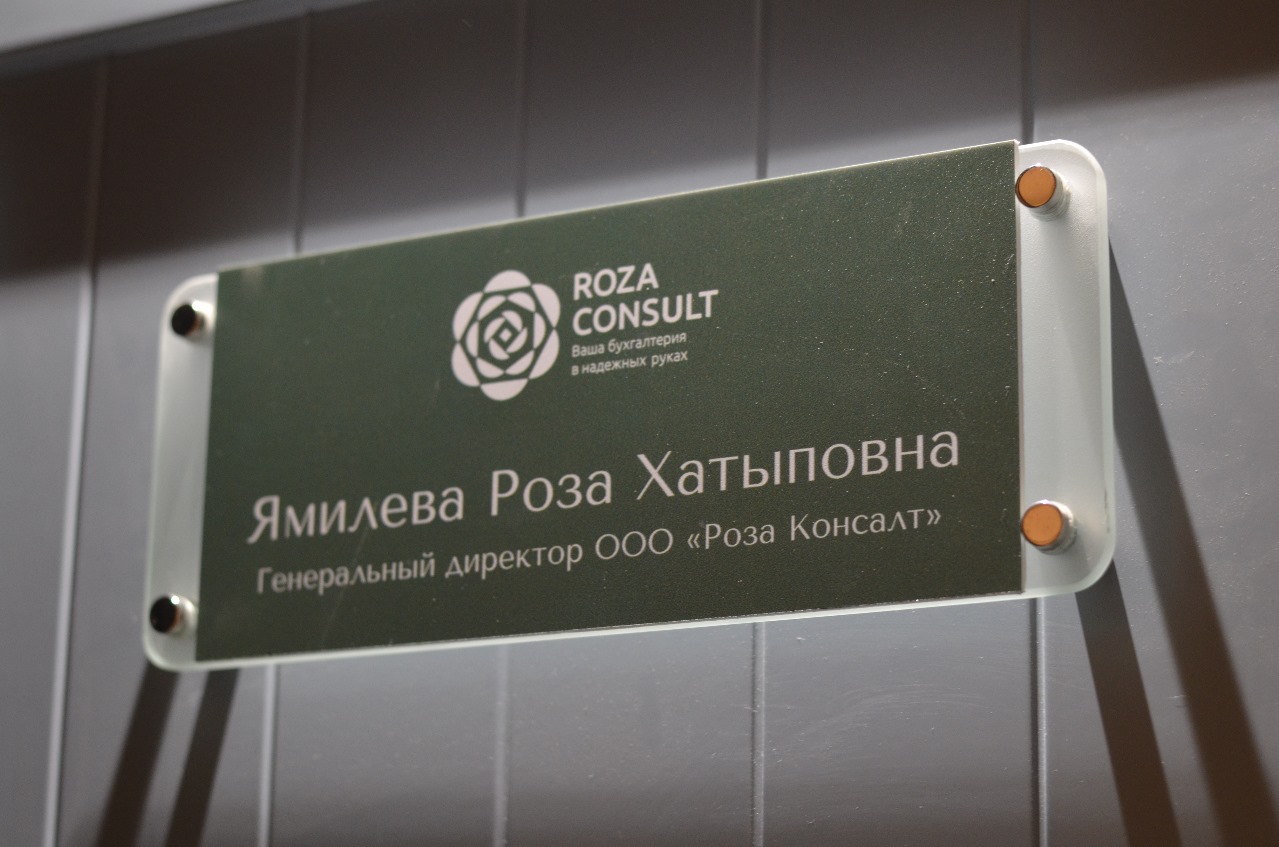 ROZA
CONSULT
Ваша бухгалтерия
в надежных руках
Ямилева Роза Хатыповна
Генеральный директор ООО «Роза Консалт»